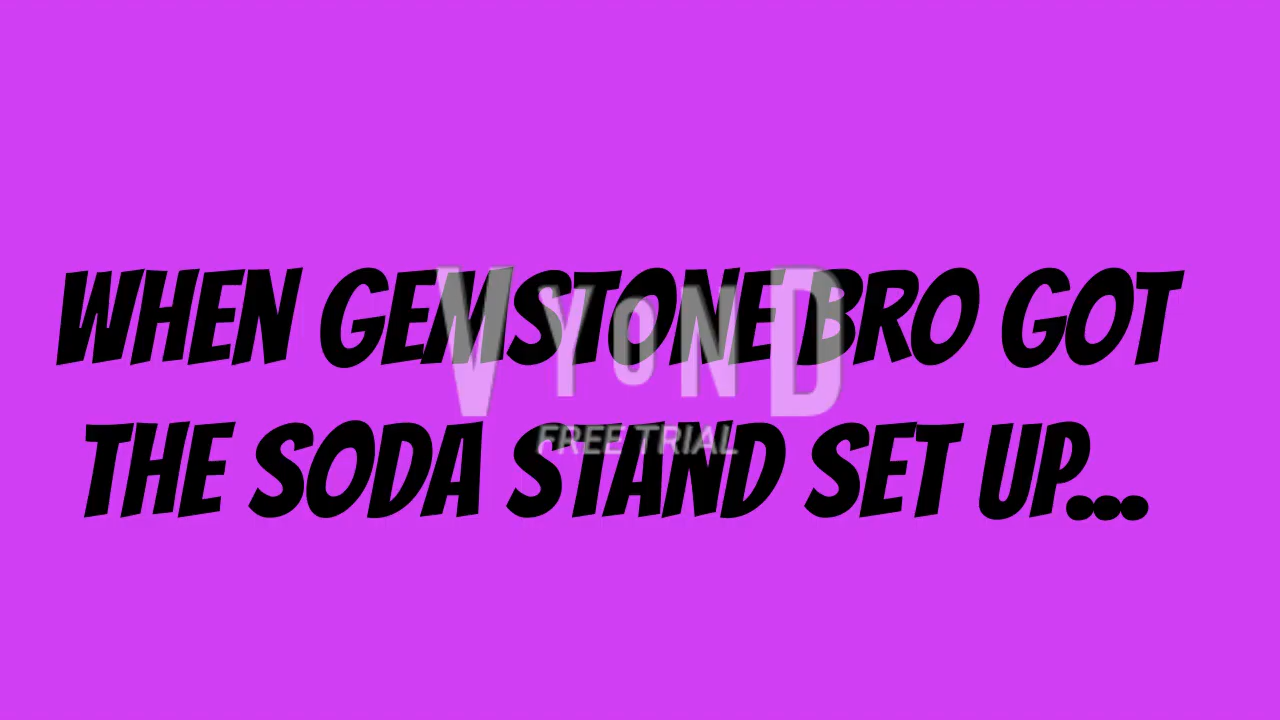 WHEN GEMSTONE BRO GOT
THE SODA STAND SET UP...
VYOND
FREE TRIAL